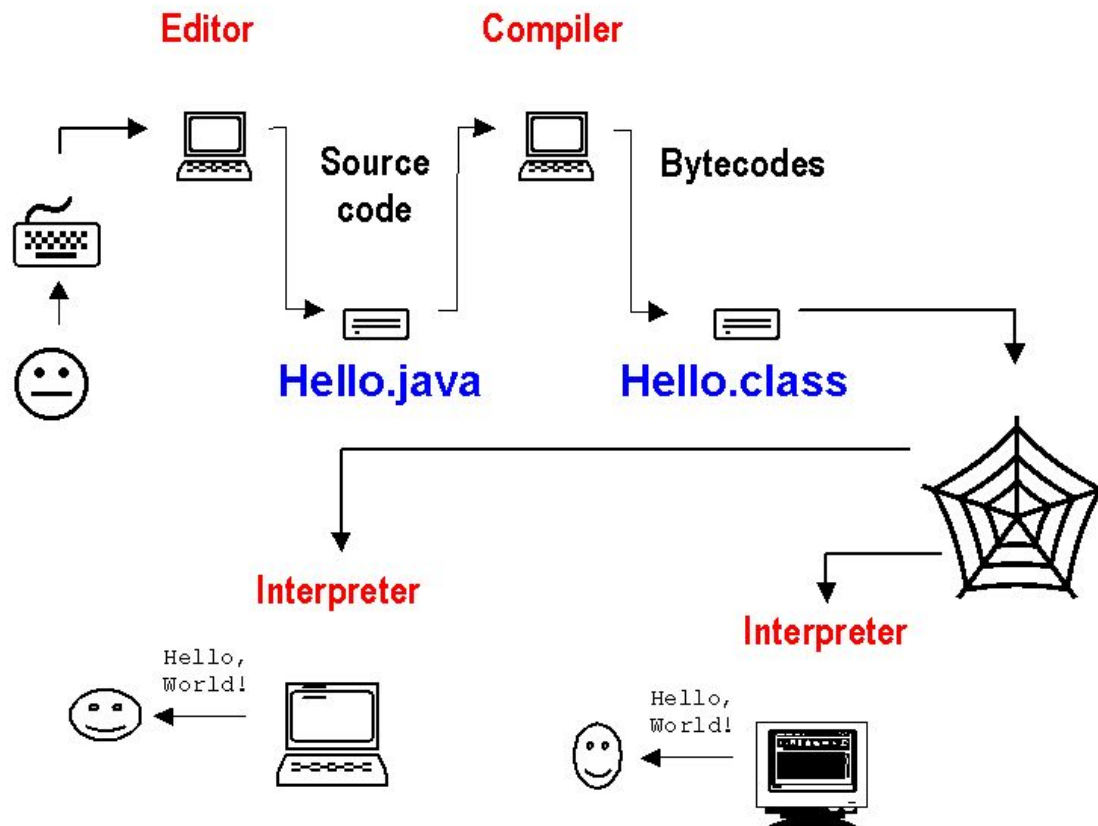 Editor
Compiler
Source
code
Bytecodes
Hello.java
Hello.class
Interpreter
Interpreter
Hello,
World!
Hello,
World!